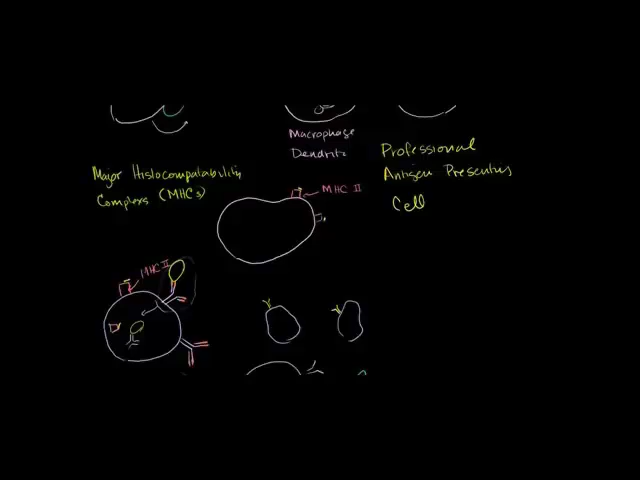 Macrophage
Dendritic
Professional
Antigen Presenting
Cell
Major Histocompatability
Complexes (MHCs)
MHC II
MHC II